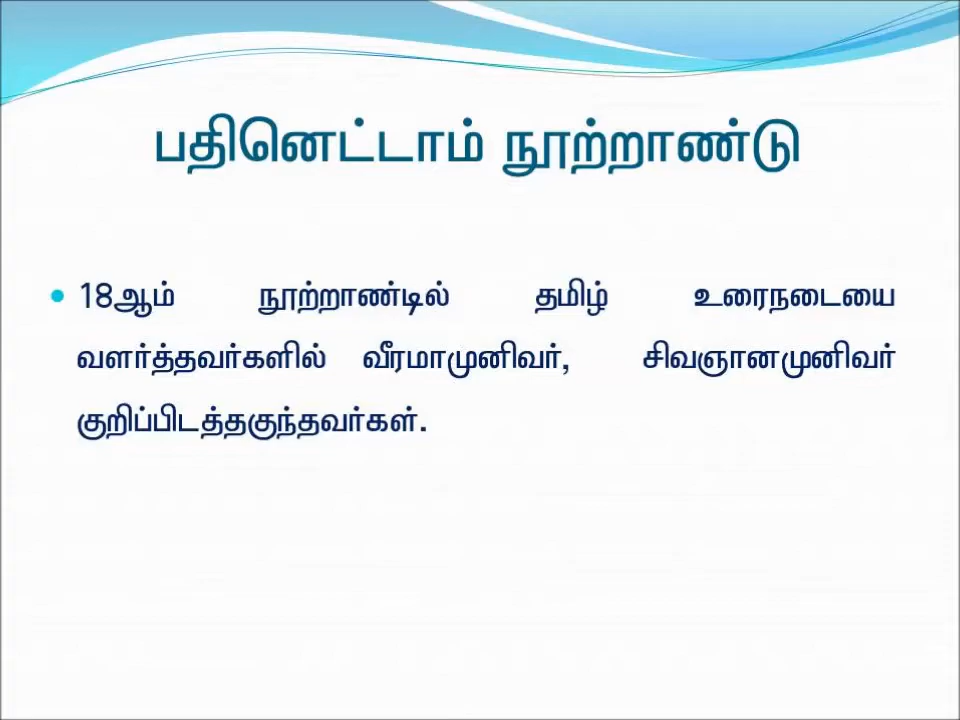 பதினெட்டாம் நூற்றாண்டு
18ஆம் நூற்றாண்டில் தமிழ் உரைநடையை
வளர்த்தவர்களில் வீரமாமுனிவர், சிவஞானமுனிவர்
குறிப்பிடத்தகுந்தவர்கள்.